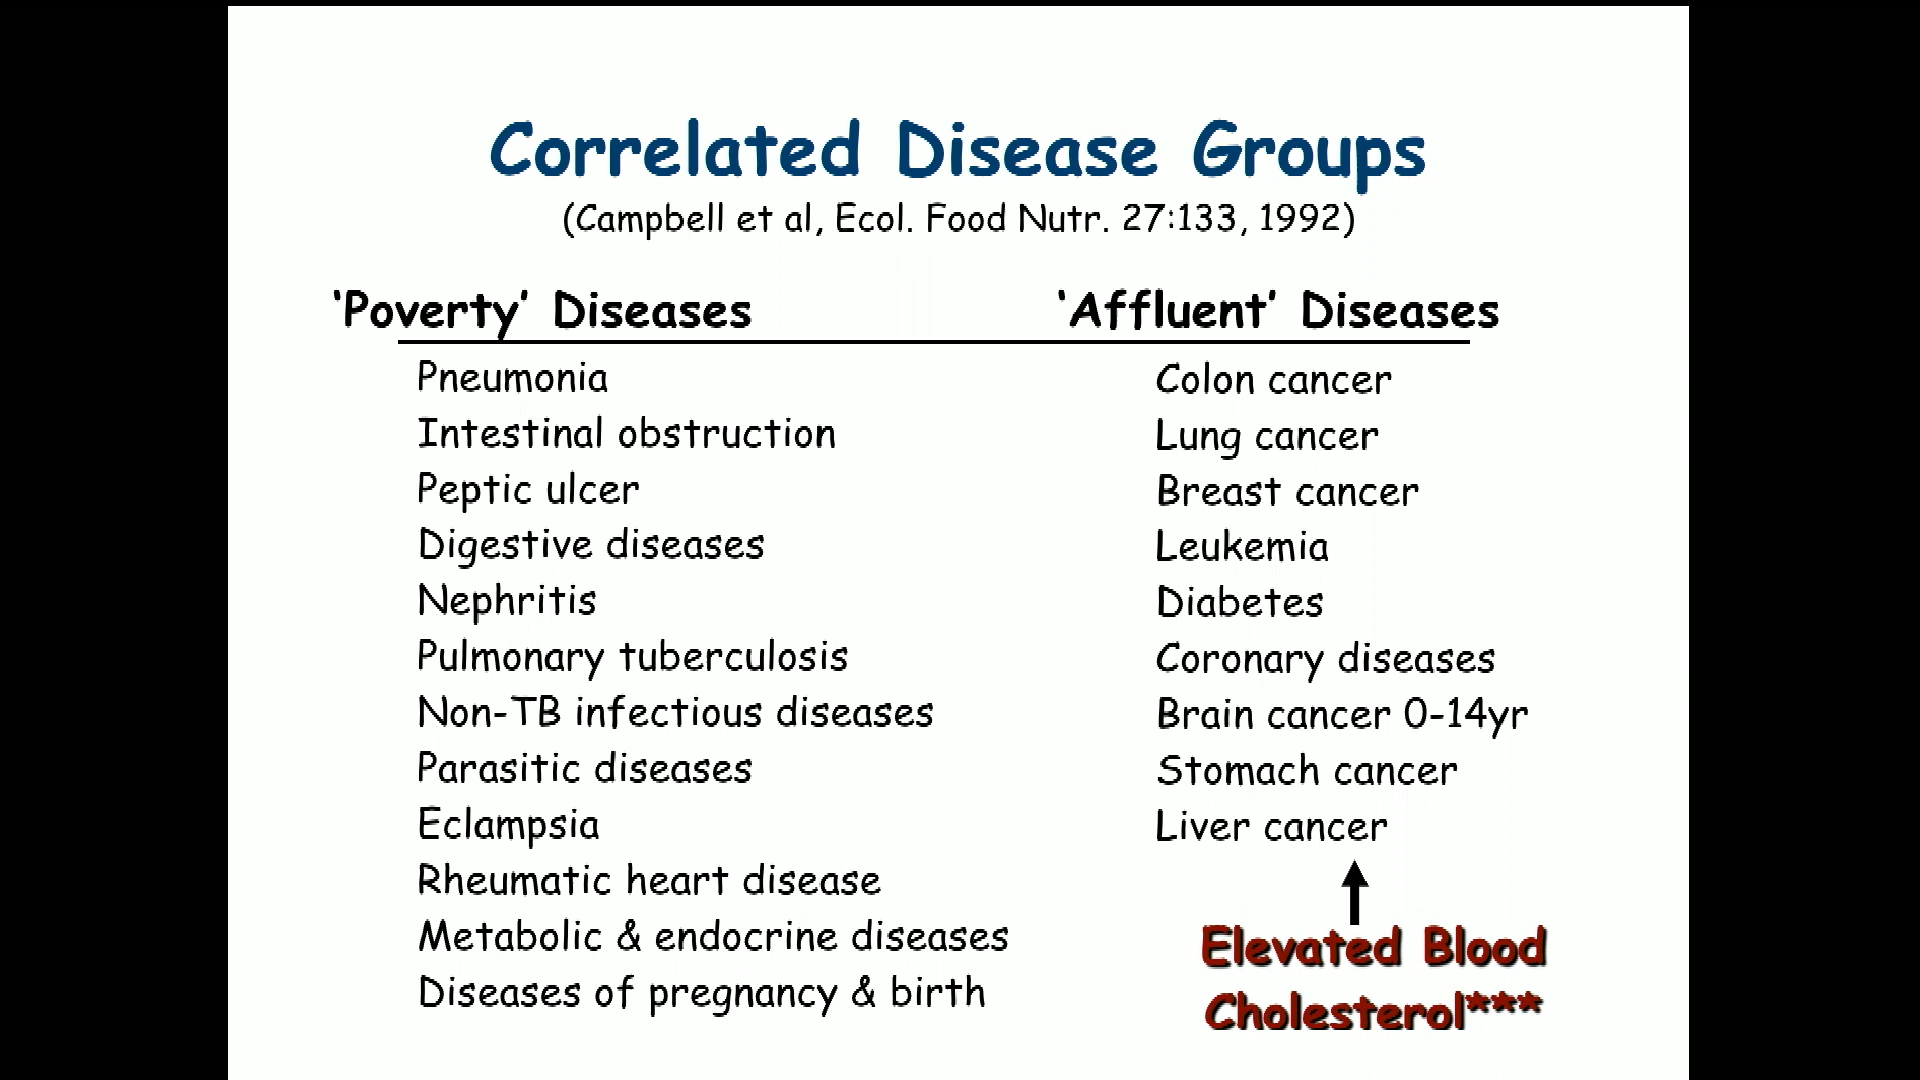 Correlated Disease Groups
(Campbell et al, Ecol. Food Nutr. 27:133, 1992)
‘Poverty’ Diseases
Pneumonia
Intestinal obstruction
Peptic ulcer
Digestive diseases
Nephritis
Pulmonary tuberculosis
Non-TB infectious diseases
Parasitic diseases
Eclampsia
Rheumatic heart disease
Metabolic & endocrine diseases
Diseases of pregnancy & birth
‘Affluent’ Diseases
Colon cancer
Lung cancer
Breast cancer
Leukemia
Diabetes
Coronary diseases
Brain cancer 0-14yr
Stomach cancer
Liver cancer
Elevated Blood
Cholesterol***